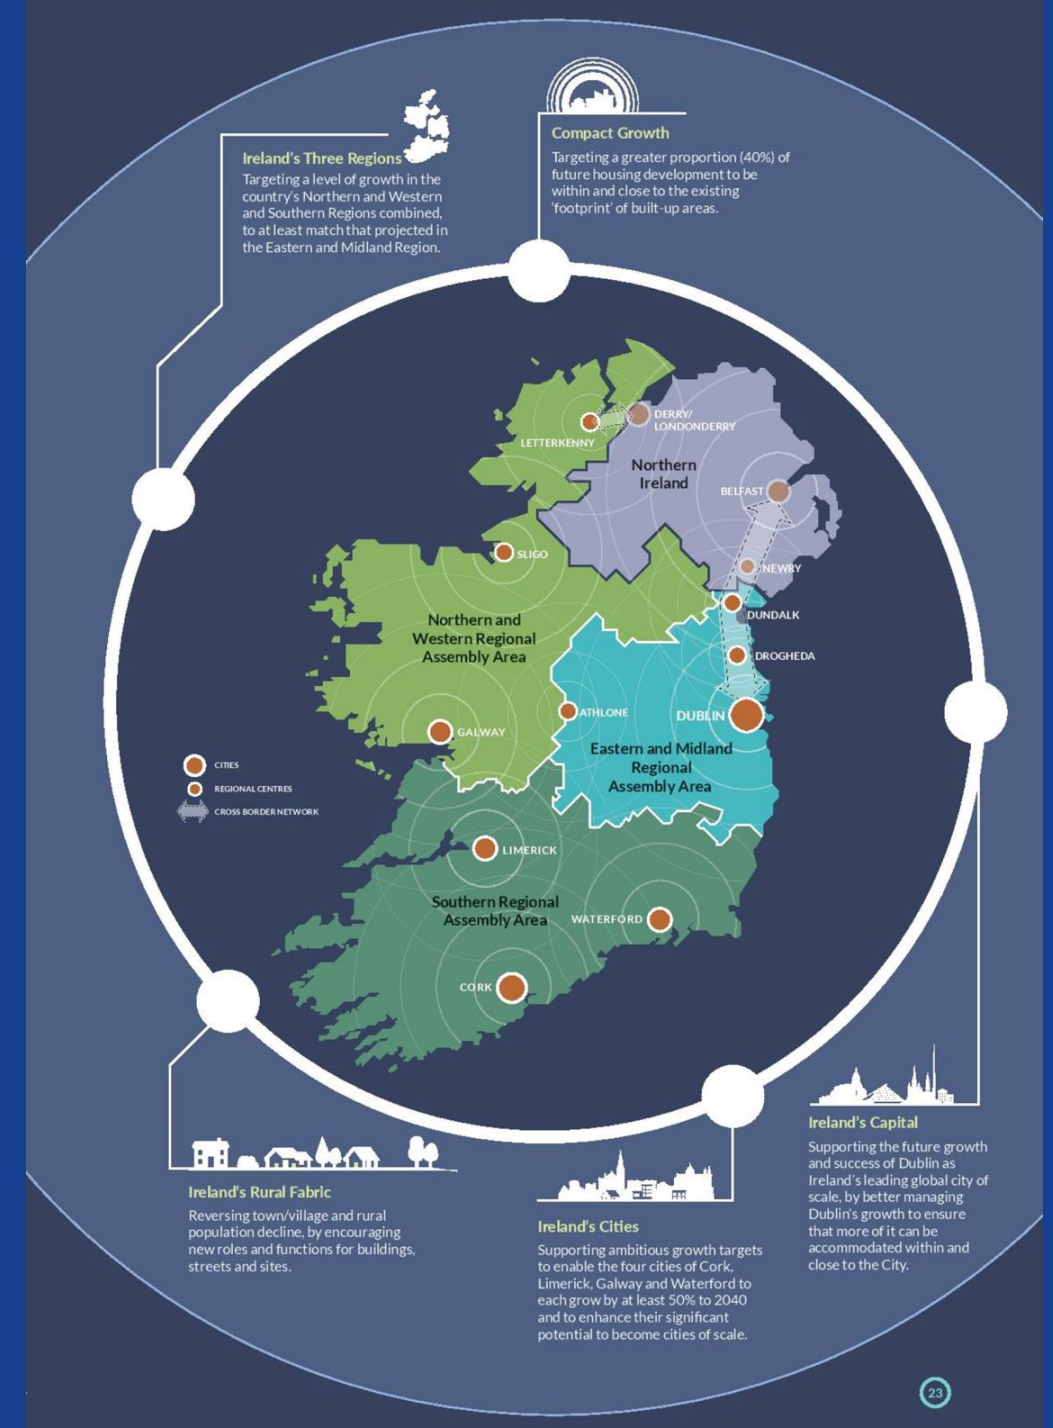 Ireland's Three Regions
Targeting a level of growth in the
country's Northern and Western
and Southern Regions combined,
to at least match that projected in
the Eastern and Midland Region.
Compact Growth
Targeting a greater proportion (40%) of
future housing development to be
within and close to the existing
'footprint' of built-up areas.
DERRY/
LONDONDERRY
LETTERKENNY
Northern
Ireland
BELFAST
SLIGO
NEWRY
DUNDALK
Northern and
Western Regional
Assembly Area
DROGHEDA
ATHLONE
DUBLIN
GALWAY
Eastern and Midland
Regional
Assembly Area
CITIES
REGIONAL CENTRES
CROSS BORDER NETWORK
LIMERICK
Southern Regional
Assembly Area
WATERFORD
CORK
Ireland's Rural Fabric
Reversing town/village and rural
population decline, by encouraging
new roles and functions for buildings,
streets and sites.
Ireland's Cities
Supporting ambitious growth targets
to enable the four cities of Cork,
Limerick, Galway and Waterford to
each grow by at least 50% to 2040
and to enhance their significant
potential to become cities of scale.
Ireland's Capital
Supporting the future growth
and success of Dublin as
Ireland's leading global city of
scale, by better managing
Dublin's growth to ensure
that more of it can be
accommodated within and
close to the City.
23